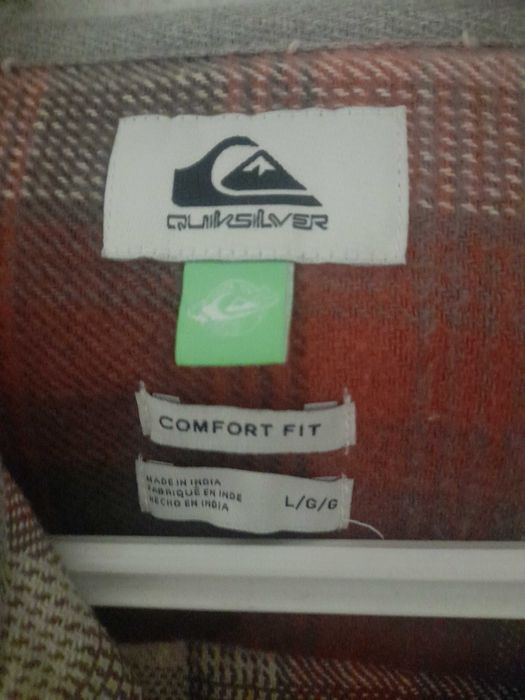 QUIKSILVER
COMFORT FIT
MADE IN INDIA
FABRIQUÉ EN INDE
HECHO EN INDIA
L/G/G